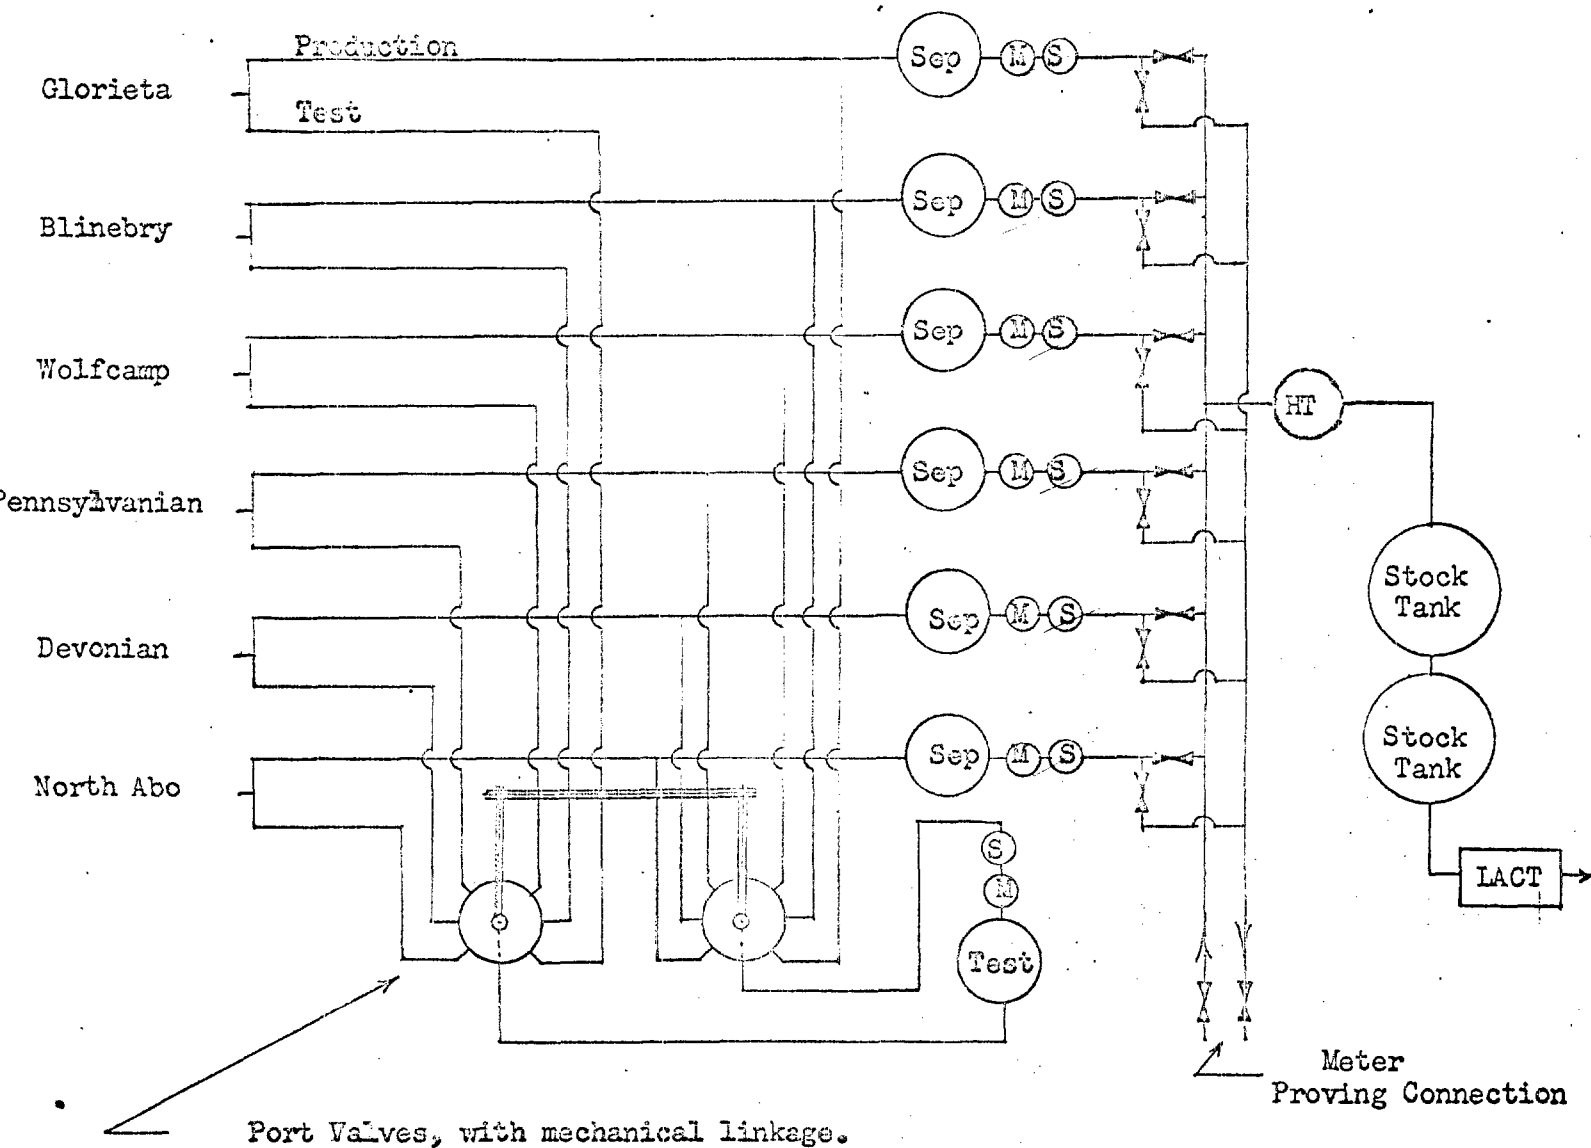 Production
Glorieta
Test
Sep M S
Blinebry
Sep M S
Wolfcamp
Sep M S
HT
Pennsylvanian
Sep M S
Stock
Tank
Devonian
Sep M S
Stock
Tank
North Abo
Sep M S
S
M
LACT
Test
Meter
Proving Connection
Port Valves, with mechanical linkage.